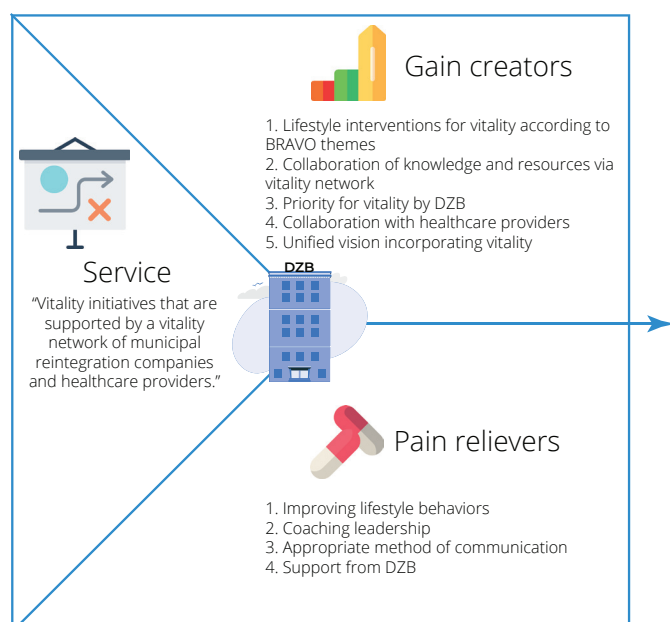 Gain creators
1. Lifestyle interventions for vitality according to
BRAVO themes
2. Collaboration of knowledge and resources via
vitality network
3. Priority for vitality by DZB
4. Collaboration with healthcare providers
5. Unified vision incorporating vitality
Service
“Vitality initiatives that are
supported by a vitality
network of municipal
reintegration companies
and healthcare providers.”
DZB
Pain relievers
1. Improving lifestyle behaviors
2. Coaching leadership
3. Appropriate method of communication
4. Support from DZB